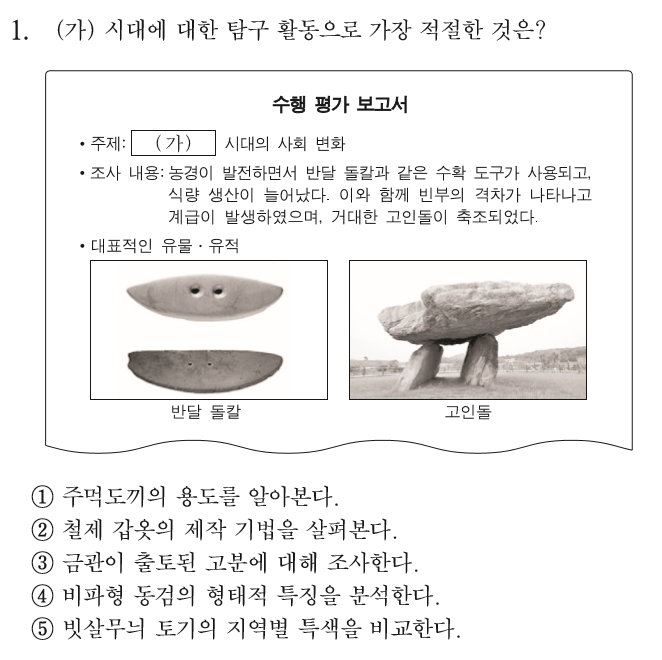 1. (가) 시대에 대한 탐구 활동으로 가장 적절한 것은?
수행 평가 보고서
• 주제: (가) 시대의 사회 변화
• 조사 내용: 농경이 발전하면서 반달 돌칼과 같은 수확 도구가 사용되고,
식량 생산이 늘어났다. 이와 함께 빈부의 격차가 나타나고
계급이 발생하였으며, 거대한 고인돌이 축조되었다.
• 대표적인 유물·유적
반달 돌칼 고인돌
① 주먹도끼의 용도를 알아본다.
② 철제 갑옷의 제작 기법을 살펴본다.
③ 금관이 출토된 고분에 대해 조사한다.
④ 비파형 동검의 형태적 특징을 분석한다.
⑤ 빗살무늬 토기의 지역별 특색을 비교한다.